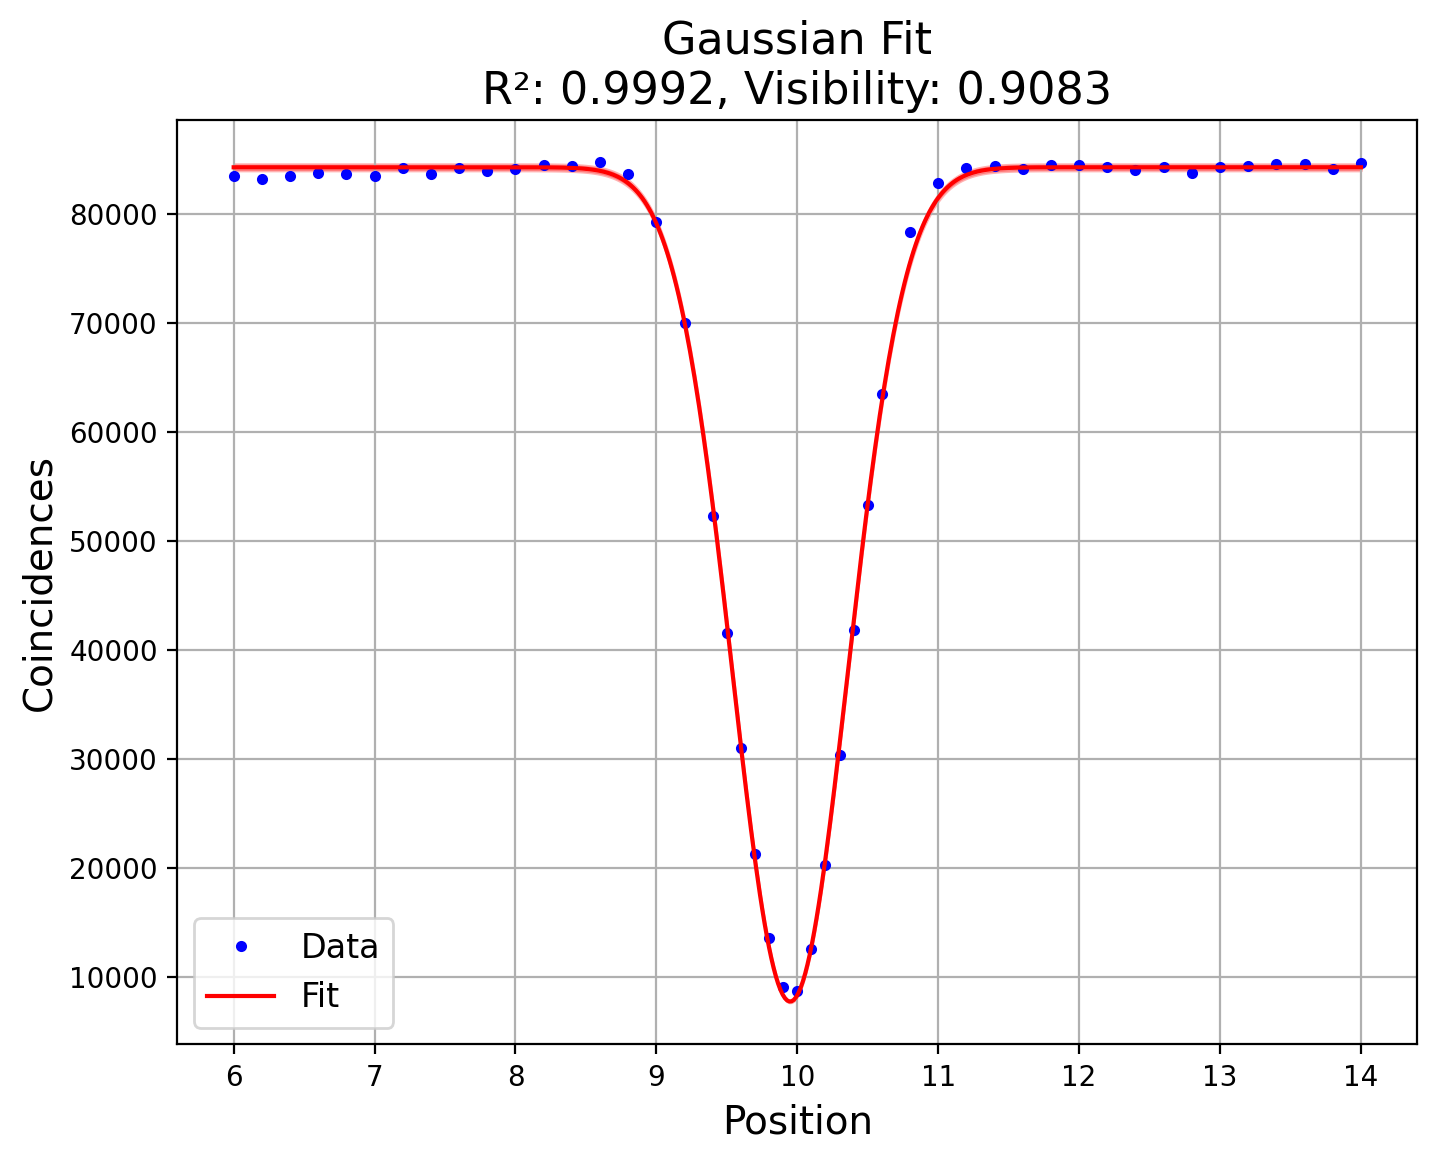 Gaussian Fit
R²: 0.9992, Visibility: 0.9083
Coincidences
80000
70000
60000
50000
40000
30000
20000
10000
Data
Fit
6 7 8 9 10 11 12 13 14
Position